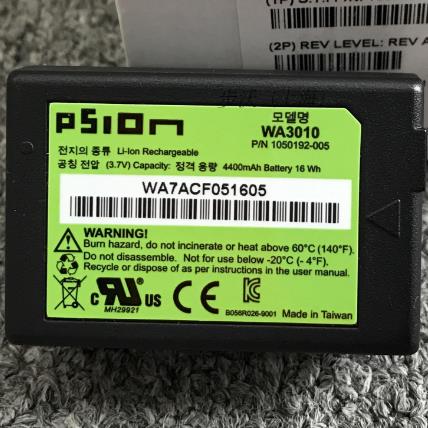 (2P) REV LEVEL: REV A
PSION
모델명
WA3010
P/N 1050192-005
전지의 종류 Li-Ion Rechargeable
공칭 전압 (3.7V) Capacity: 정격 용량 4400mAh Battery 16 Wh
WA7ACF051605
WARNING!
Burn hazard, do not incinerate or heat above 60°C (140°F).
Do not disassemble. Not for use below -20°C (- 4°F).
Recycle or dispose of as per instructions in the user manual.
c RU US
MH29921
CE
B056R026-9001
Made in Taiwan